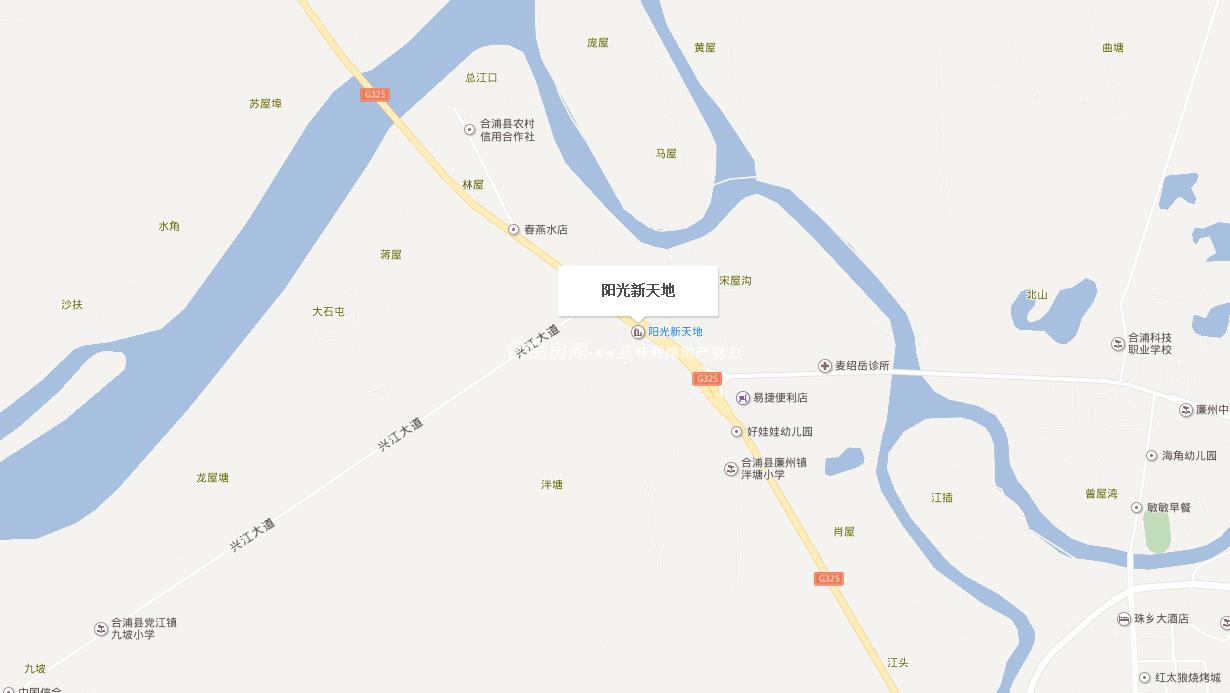 庞屋
黄屋
曲塘
总江口
G325
苏屋埠
合浦县农村
信用合作社
马屋
林屋
水角
春燕水店
蒋屋
宋屋沟
阳光新天地
北山
沙扶
大石屯
阳光新天地
兴江大道
合浦科技
职业学校
麦绍岳诊所
G325
易捷便利店
廉州中
兴江大道
好娃娃幼儿园
海角幼儿园
合浦县廉州镇
泮塘小学
龙屋塘
泮塘
江插
曾屋湾
敏敏早餐
兴江大道
肖屋
G325
合浦县党江镇
九坡小学
珠乡大酒店
九坡
江头
红太狼烧烤城